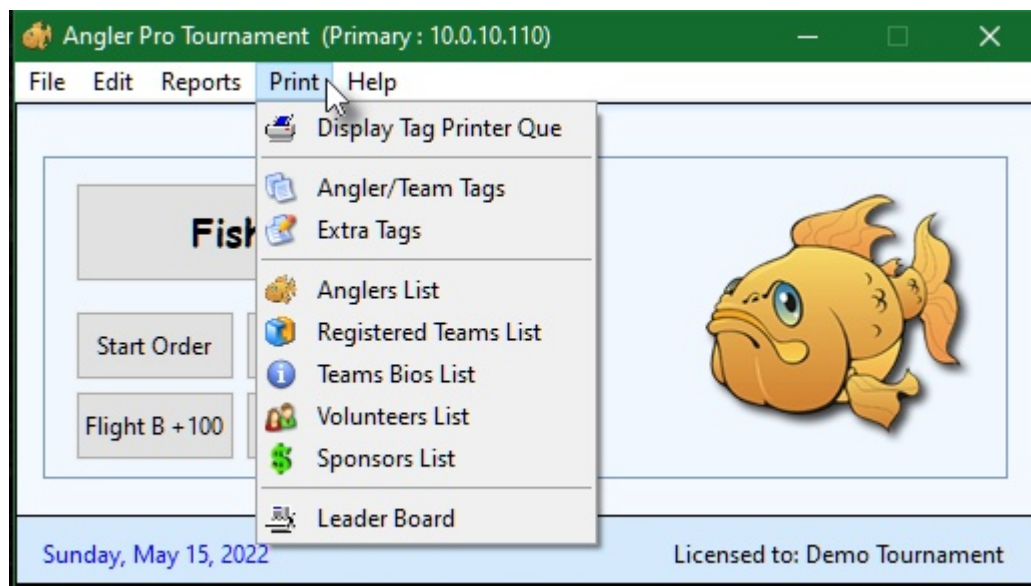 Angler Pro Tournament (Primary : 10.0.10.110)
File Edit Reports Print Help
Display Tag Printer Que
Angler/Team Tags
Extra Tags
Anglers List
Registered Teams List
Teams Bios List
Volunteers List
Sponsors List
Leader Board
Start Order
Flight B +100
Sunday, May 15, 2022
Licensed to: Demo Tournament